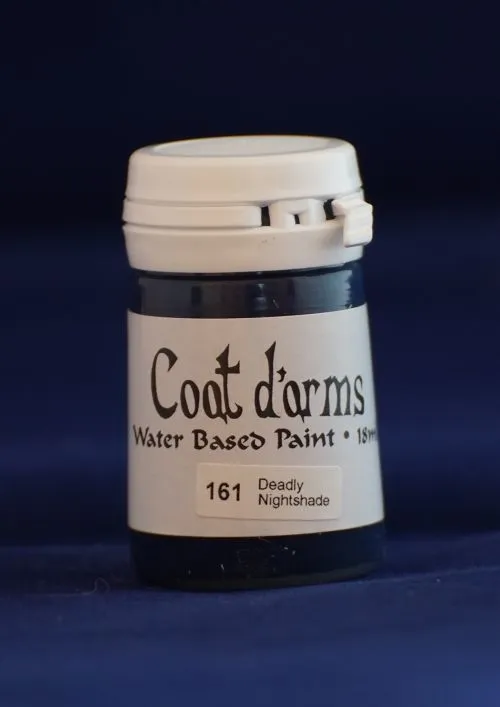 Coat d'arms
Water Based Paint • 18m
161 Deadly
Nightshade